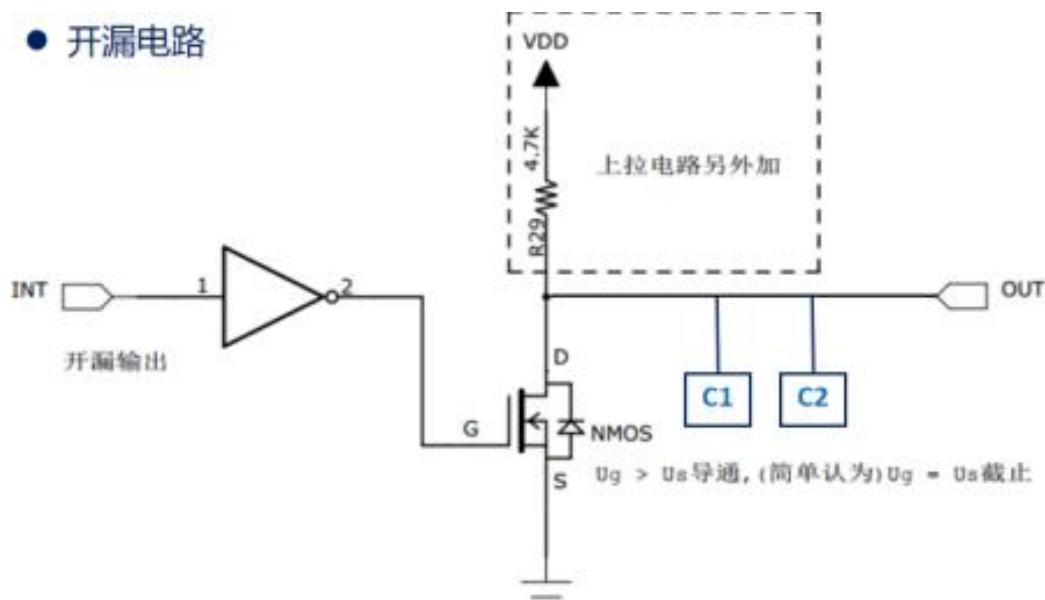 ● 开漏电路
VDD
4.7K
上拉电路另外加
R29
INT
1
2
OUT
开漏输出
D
C1
C2
G
NMOS
S
Ug > Us导通,(简单认为)Ug = Us截止